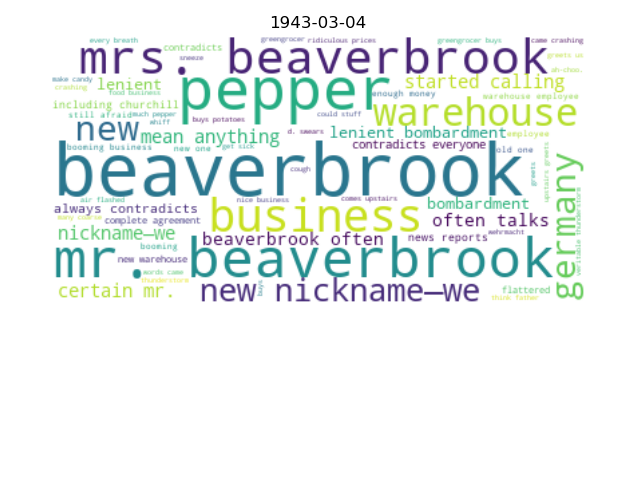 1943-03-04
every breath
contradicts
greengrocer
ridiculous prices
greengrocer buys
came crashing
mrs. beaverbrook
sneeze
greets us
ah-choo.
make candy
crashing
lenient
food business
pepper
started calling
enough money
warehouse employee
including churchill
still afraid
much pepper
whiff
buys potatoes
could stuff
warehouse
new
mean anything
d. smears
lenient bombardment
employee
booming business
new one
get sick
contradicts everyone
old one
beaverbrook
cough
greets
upstairs greets
air flashed
nice business
comes upstairs
bombardment
always contradicts
many coarse
complete agreement
business
often talks
germany
veritable thunderstorm
nickname—we
beaverbrook often
news reports
wehrmacht
booming
new warehouse
words came
thunderstorm
mr. beaverbrook
certain mr.
buys
new nickname—we
flattered
think father